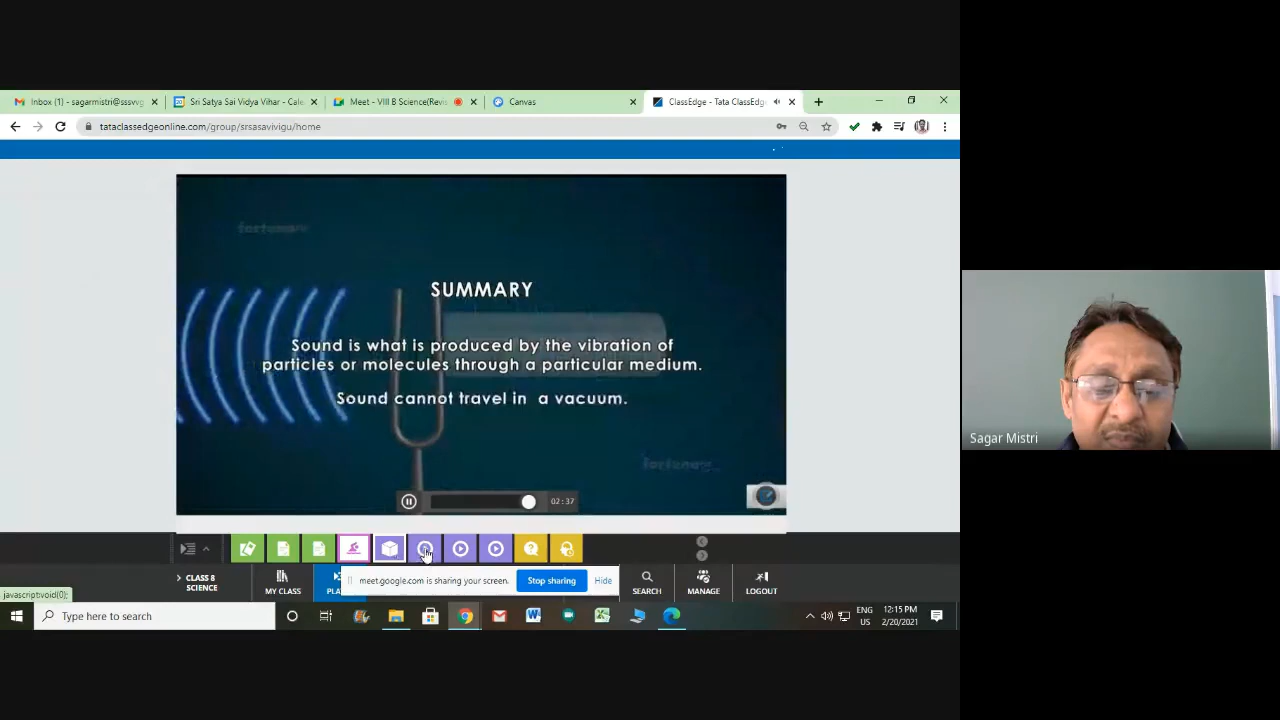 Inbox (1) - sagarmistri@sssvvg
Sri Satya Sai Vidya Vihar - Cale
Meet - VIII B Science(Revis
Canvas
ClassEdge - Tata ClassEdg
tataclassedgeonline.com/group/srsasavivigu/home
SUMMARY
Sound is what is produced by the vibration of
particles or molecules through a particular medium.
Sound cannot travel in a vacuum.
02:37
Sagar Mistri
CLASS 8
SCIENCE
MY CLASS
PLA
meet.google.com is sharing your screen.
Stop sharing
Hide
SEARCH
MANAGE
LOGOUT
javascript:void(0);
Type here to search
ENG
US
12:15 PM
2/20/2021